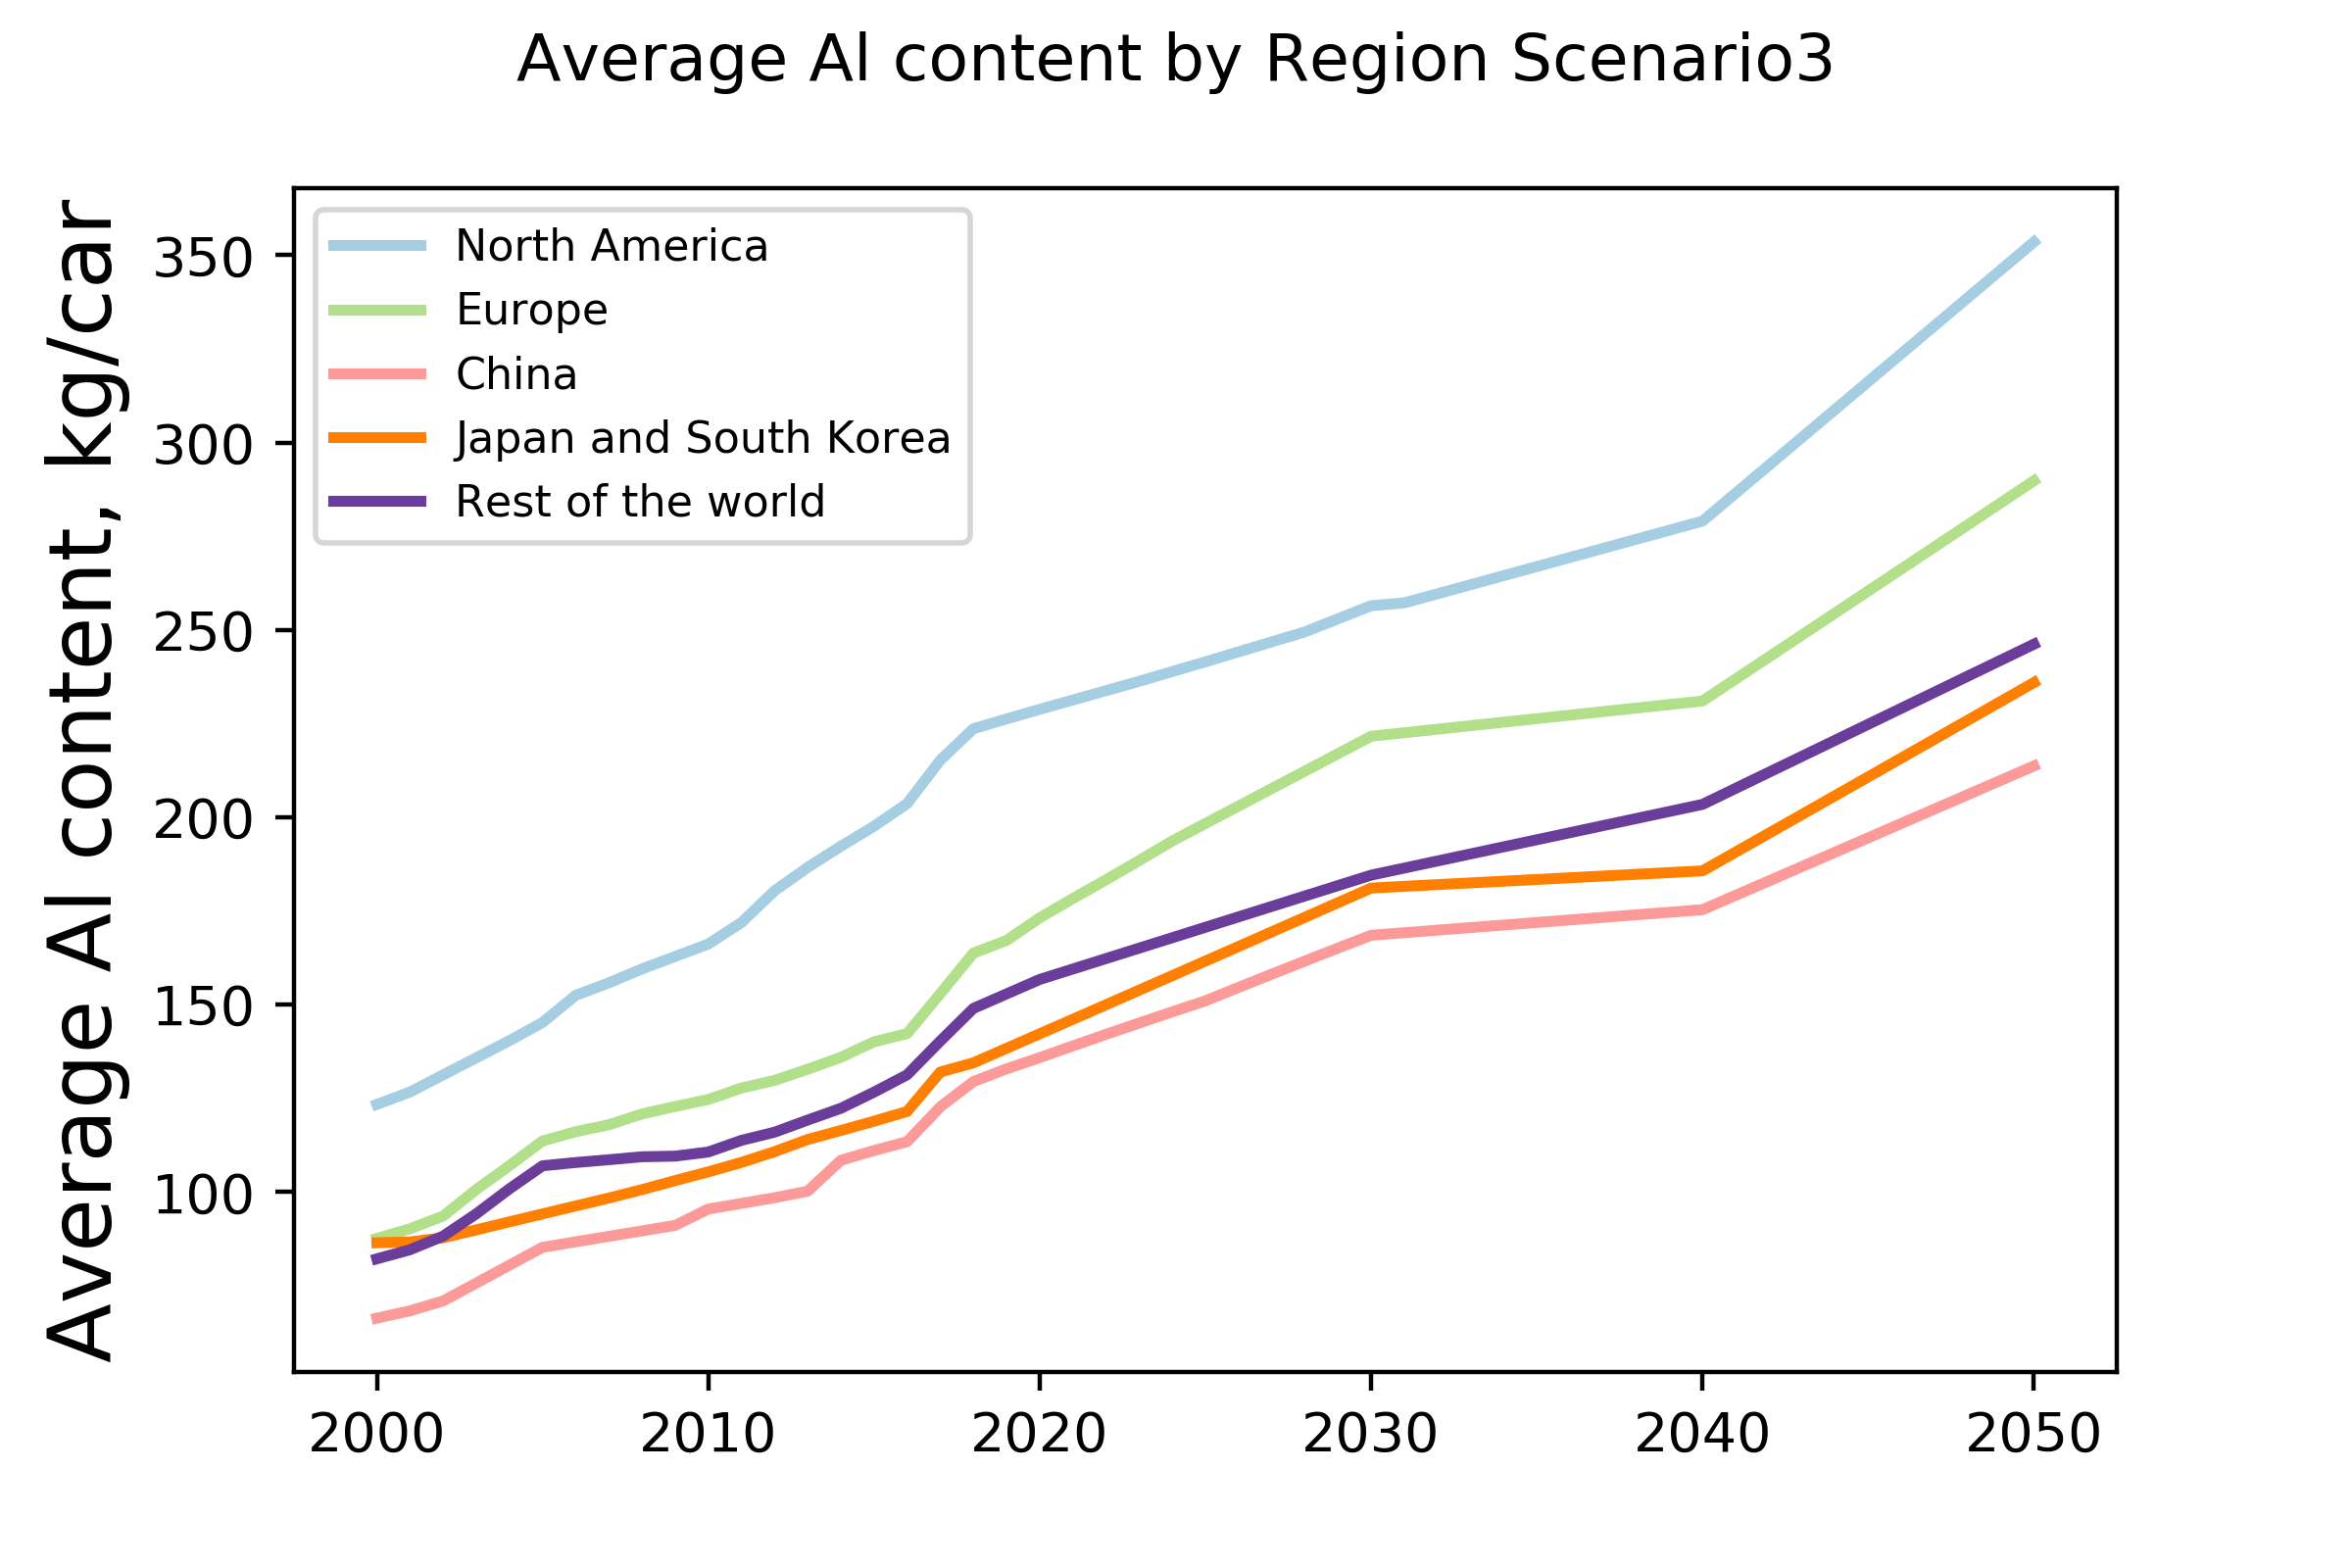 Average Al content by Region Scenario3
Average Al content, kg/car
350
300
250
200
150
100
North America
Europe
China
Japan and South Korea
Rest of the world
2000 2010 2020 2030 2040 2050